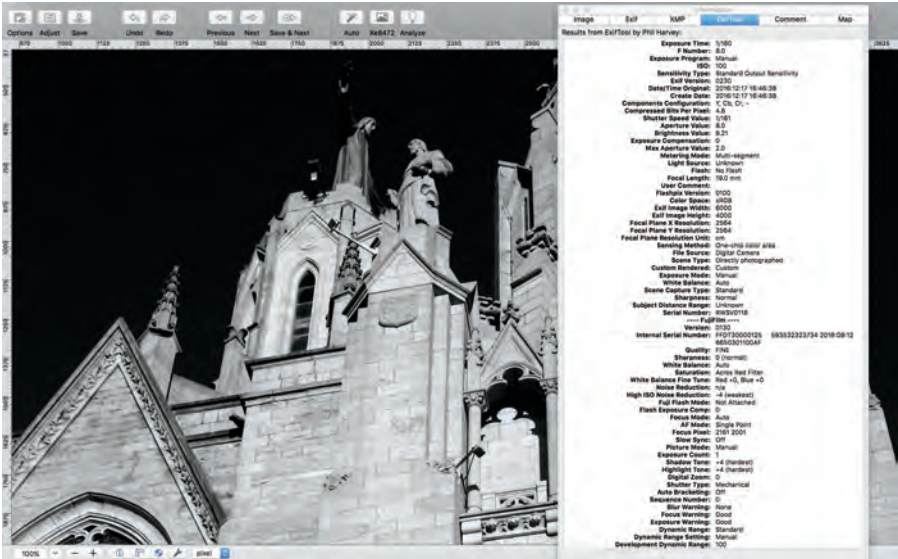 Image Exif XMP ExifTool Comment Map
Options Adjust Save Undo Redo Previous Next Save & Next Auto Xe8472 Analyze
Results from ExifTool by Phil Harvey:
Exposure Time: 1/160
F Number: 8.0
Exposure Program: Manual
ISO: 100
Sensitivity Type: Standard Output Sensitivity
Exif Version: 0230
Date/Time Original: 2016:12:17 16:46:38
Create Date: 2016:12:17 16:46:38
Components Configuration: Y, Cb, Cr, -
Compressed Bits Per Pixel: 4.8
Shutter Speed Value: 1/161
Aperture Value: 8.0
Brightness Value: 9.21
Exposure Compensation: 0
Max Aperture Value: 2.0
Metering Mode: Multi-segment
Light Source: Unknown
Flash: No Flash
Focal Length: 19.0 mm
User Comment:
Flashpix Version: 0100
Color Space: sRGB
Exif Image Width: 6000
Exif Image Height: 4000
Focal Plane X Resolution: 2564
Focal Plane Y Resolution: 2564
Focal Plane Resolution Unit: cm
Sensing Method: One-chip color area
File Source: Digital Camera
Scene Type: Directly photographed
Custom Rendered: Custom
Exposure Mode: Manual
White Balance: Auto
Scene Capture Type: Standard
Sharpness: Normal
Subject Distance Range: Unknown
Serial Number: RWSV0118
---- FujiFilm ----
Version: 0130
Internal Serial Number: FFDT30000125 593532323734 2016:09:12
6650301100AF
Quality: FINE
Sharpness: 0 (normal)
White Balance: Auto
Saturation: Acros Red Filter
White Balance Fine Tune: Red +0, Blue +0
Noise Reduction: n/a
High ISO Noise Reduction: -4 (weakest)
Fuji Flash Mode: Not Attached
Flash Exposure Comp: 0
Focus Mode: Auto
AF Mode: Single Point
Focus Pixel: 2161 2001
Slow Sync: Off
Picture Mode: Manual
Exposure Count: 1
Shadow Tone: +4 (hardest)
Highlight Tone: +4 (hardest)
Digital Zoom: 0
Shutter Type: Mechanical
Auto Bracketing: Off
Sequence Number: 0
Blur Warning: None
Focus Warning: Good
Exposure Warning: Good
Dynamic Range: Standard
Dynamic Range Setting: Manual
Development Dynamic Range: 100
100% pixel